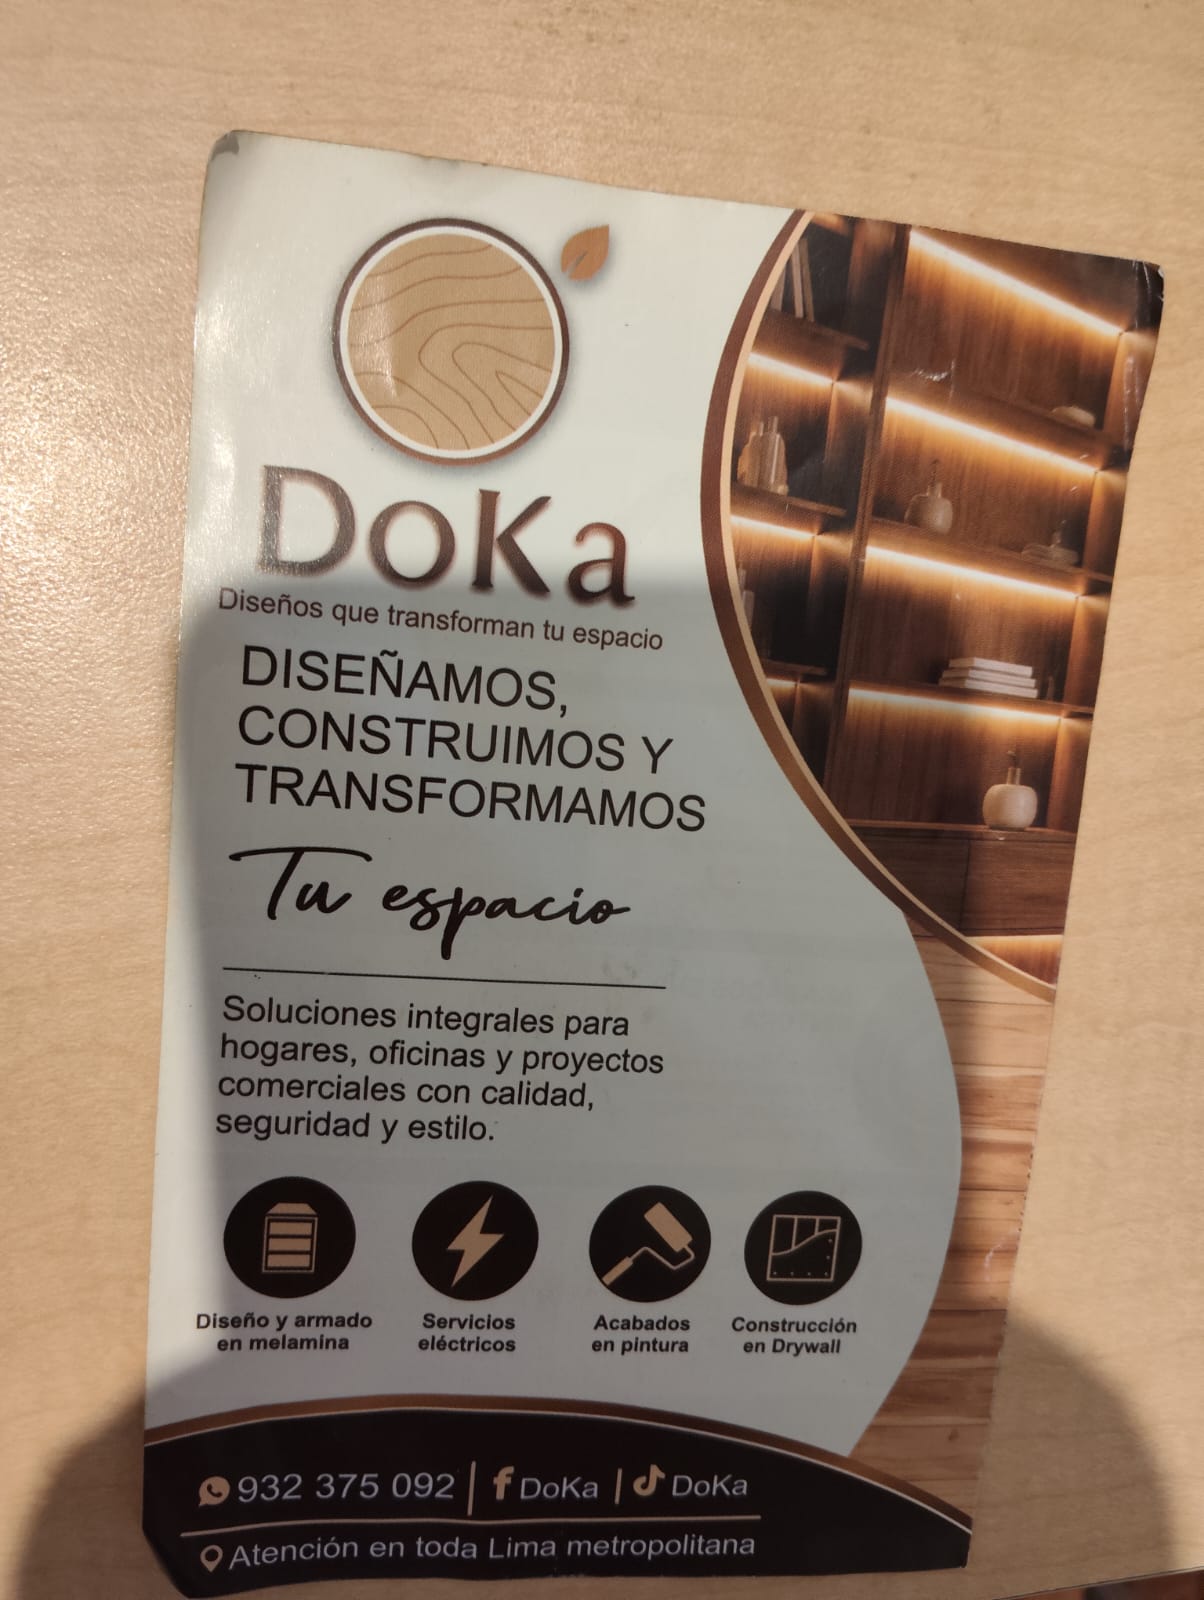 DoKa
Diseños que transforman tu espacio
DISEÑAMOS,
CONSTRUIMOS Y
TRANSFORMAMOS
Tu espacio
Soluciones integrales para
hogares, oficinas y proyectos
comerciales con calidad,
seguridad y estilo.
Diseño y armado
en melamina
Servicios
eléctricos
Acabados
en pintura
Construcción
en Drywall
932 375 092 | f DoKa | DoKa
Atención en toda Lima metropolitana